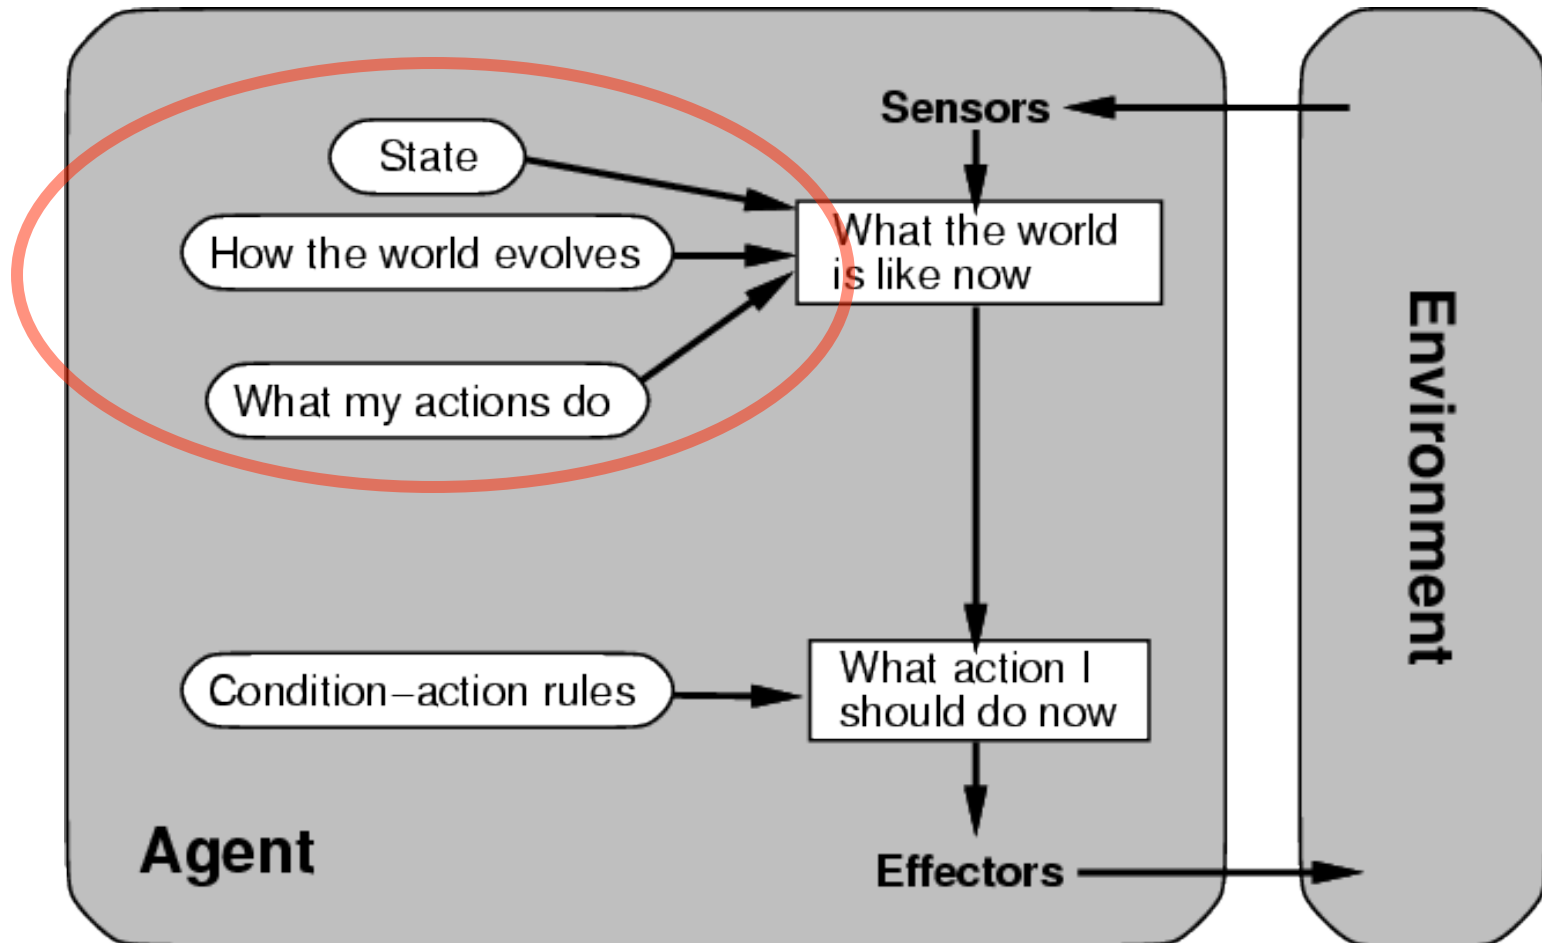 Sensors
State
What the world
is like now
How the world evolves
What my actions do
Environment
Condition–action rules
What action I
should do now
Agent
Effectors